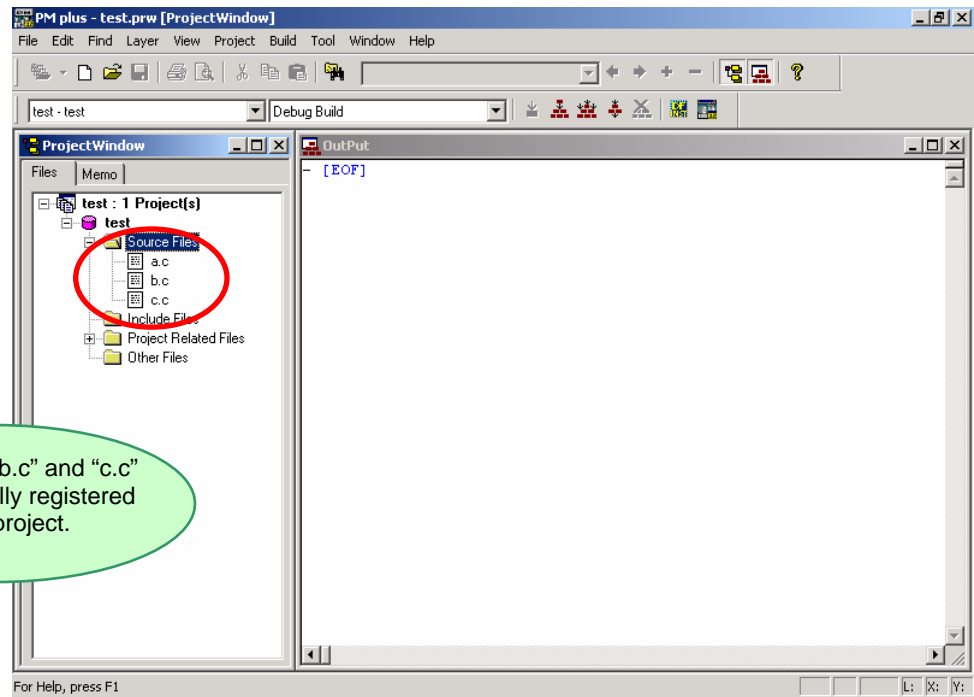 PM plus - test.prw [ProjectWindow]
File Edit Find Layer View Project Build Tool Window Help
test - test
Debug Build
ProjectWindow
OutPut
Files
Memo
- [EOF]
test : 1 Project(s)
test
Source Files
a.c
b.c
c.c
Include Files
Project Related Files
Other Files
b.c” and “c.c”
lly registered
project.
For Help, press F1
L: X: Y: